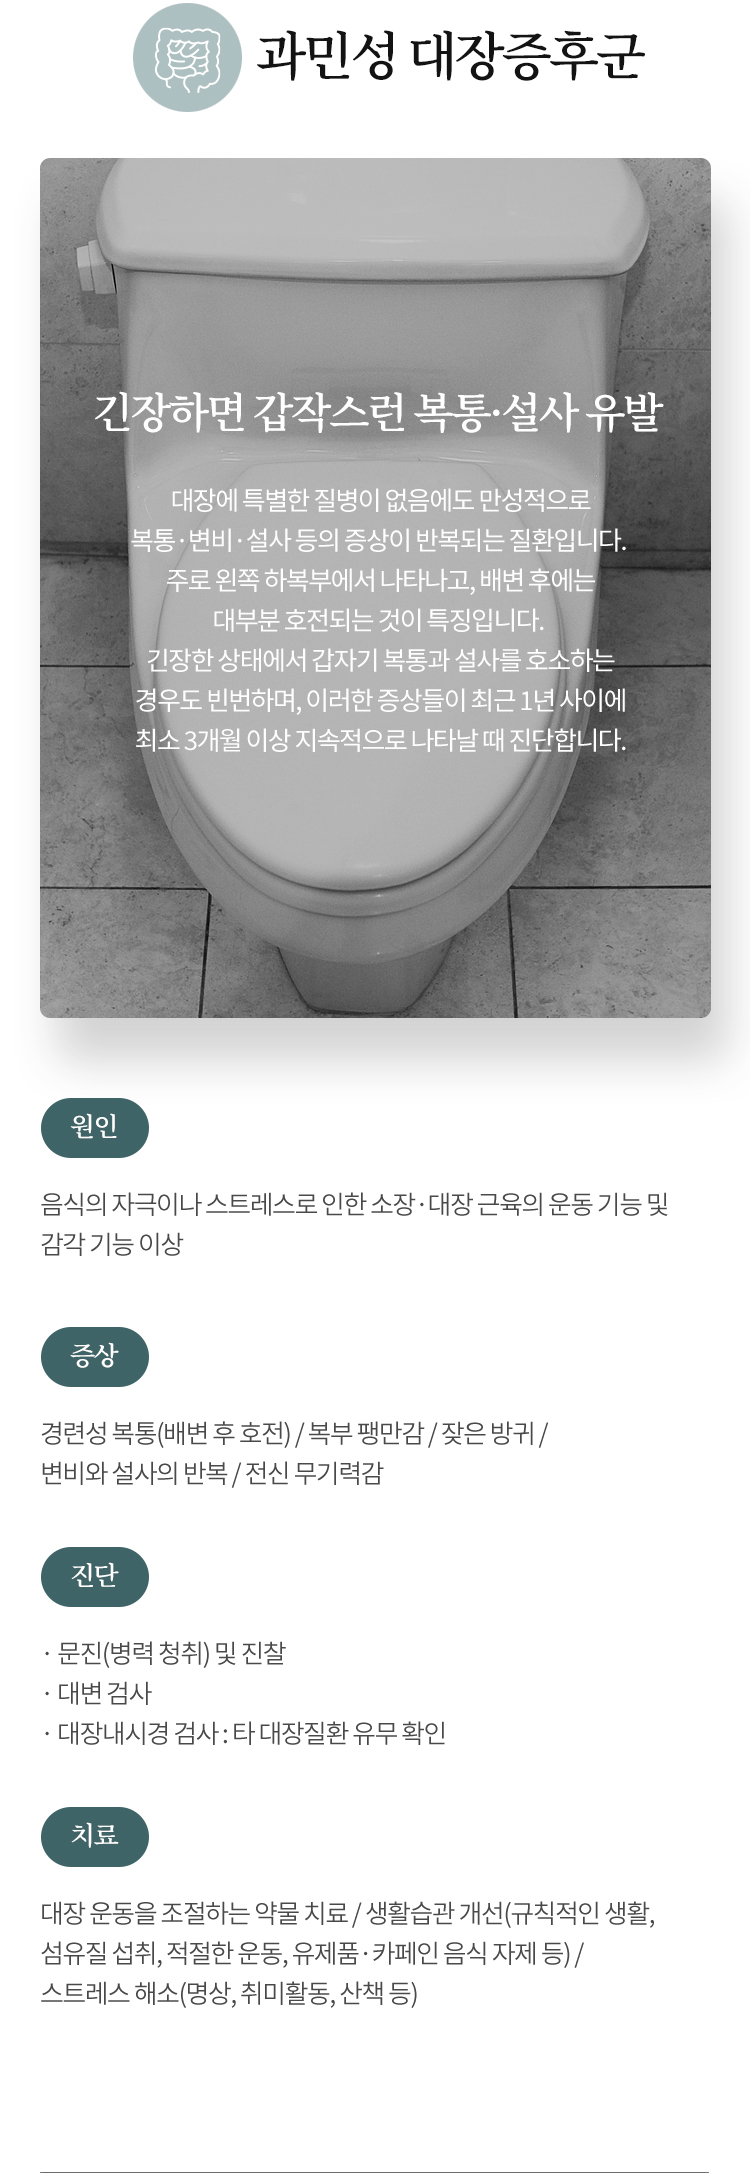 과민성 대장증후군
긴장하면 갑작스런 복통·설사 유발
대장에 특별한 질병이 없음에도 만성적으로
복통·변비·설사 등의 증상이 반복되는 질환입니다.
주로 왼쪽 하복부에서 나타나고, 배변 후에는
대부분 호전되는 것이 특징입니다.
긴장한 상태에서 갑자기 복통과 설사를 호소하는
경우도 빈번하며, 이러한 증상들이 최근 1년 사이에
최소 3개월 이상 지속적으로 나타날 때 진단합니다.
원인
음식의 자극이나 스트레스로 인한 소장·대장 근육의 운동 기능 및
감각 기능 이상
증상
경련성 복통(배변 후 호전) / 복부 팽만감 / 잦은 방귀 /
변비와 설사의 반복 / 전신 무기력감
진단
· 문진(병력 청취) 및 진찰
· 대변 검사
· 대장내시경 검사 : 타 대장질환 유무 확인
치료
대장 운동을 조절하는 약물 치료 / 생활습관 개선(규칙적인 생활,
섬유질 섭취, 적절한 운동, 유제품·카페인 음식 자제 등) /
스트레스 해소(명상, 취미활동, 산책 등)